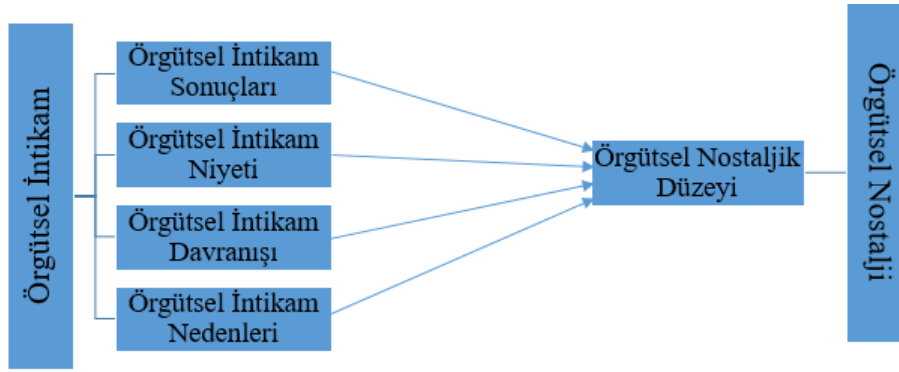 Örgütsel İntikam
Örgütsel İntikam
Sonuçları
Örgütsel İntikam
Niyeti
Örgütsel İntikam
Davranışı
Örgütsel İntikam
Nedenleri
Örgütsel Nostaljik
Düzeyi
Örgütsel Nostalji